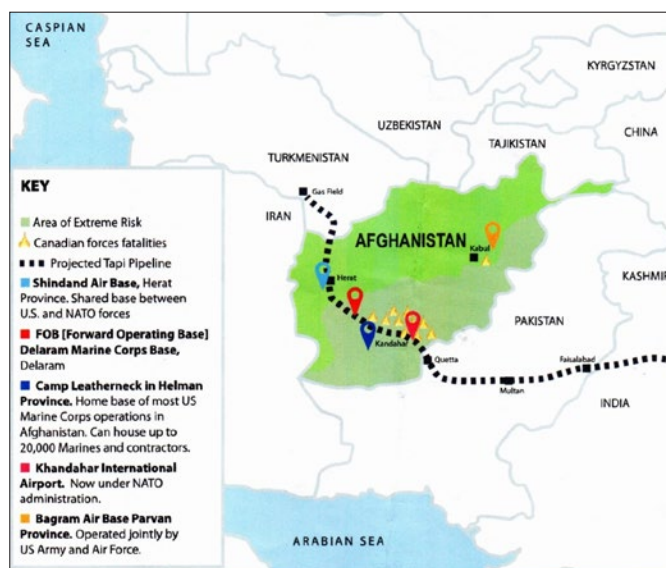 CASPIAN
SEA
KYRGYZSTAN
UZBEKISTAN
TAJIKISTAN
CHINA
TURKMENISTAN
Gas Field
IRAN
AFGHANISTAN
Kabul
Herat
KASHMIR
PAKISTAN
Kandahar
Quetta
Faisalabad
Multan
INDIA
ARABIAN SEA
KEY
Area of Extreme Risk
Canadian forces fatalities
Projected Tapi Pipeline
Shindand Air Base, Herat
Province. Shared base between
U.S. and NATO forces
FOB [Forward Operating Base]
Delaram Marine Corps Base,
Delaram
Camp Leatherneck in Helman
Province. Home base of most US
Marine Corps operations in
Afghanistan. Can house up to
20,000 Marines and contractors.
Khandahar International
Airport. Now under NATO
administration.
Bagram Air Base Parvan
Province. Operated jointly by
US Army and Air Force.